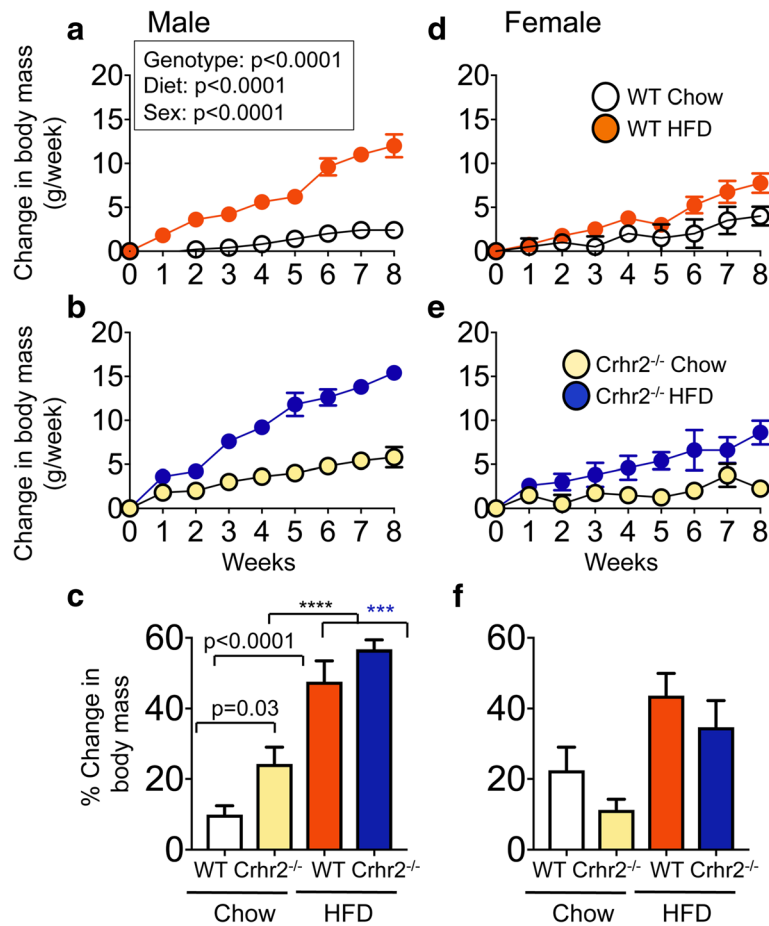 a Male
Genotype: p<0.0001
Diet: p<0.0001
Sex: p<0.0001
Change in body mass
(g/week)
20
15
10
5
0
0 1 2 3 4 5 6 7 8
d Female
WT Chow
WT HFD
20
15
10
5
0
0 1 2 3 4 5 6 7 8
b
Change in body mass
(g/week)
20
15
10
5
0
0 1 2 3 4 5 6 7 8
Weeks
e
Crhr2-/- Chow
Crhr2-/- HFD
20
15
10
5
0
0 1 2 3 4 5 6 7 8
Weeks
c
% Change in
body mass
60
40
20
0
**** ***
p<0.0001
p=0.03
WT Crhr2-/- WT Crhr2-/-
Chow HFD
f
60
40
20
0
WT Crhr2-/- WT Crhr2-/-
Chow HFD